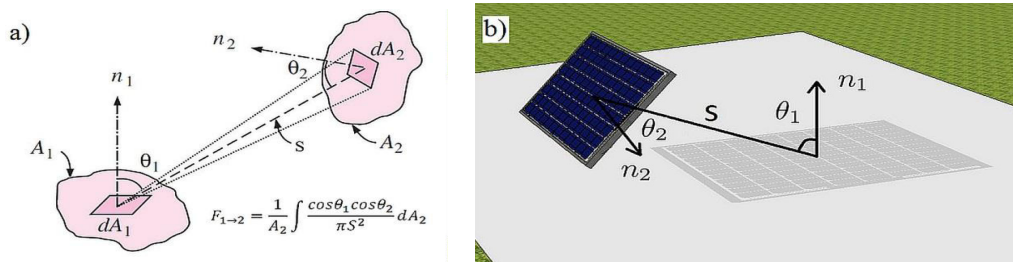 a)
n₂
dA₂
θ₂
n₁
S
A₂
A₁
θ₁
dA₁
F₁→₂ = 1/A₂ ∫ cosθ₁cosθ₂/πS² dA₂
b)
n₁
S
θ₁
θ₂
n₂